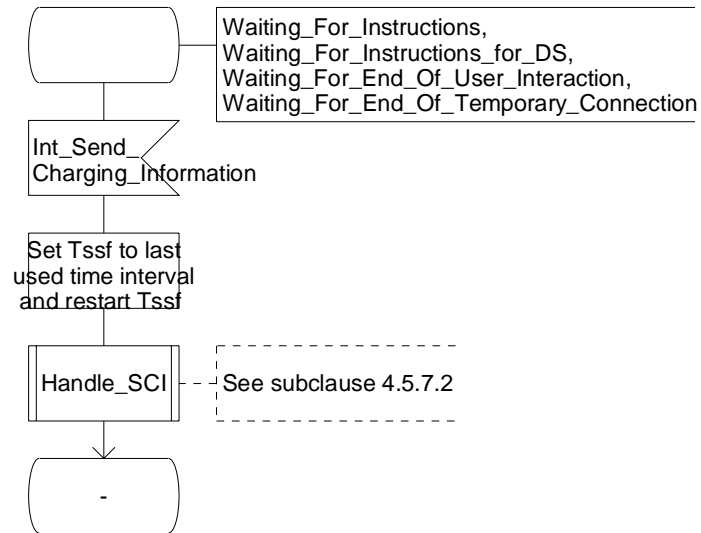 Waiting_For_Instructions,
Waiting_For_Instructions_for_DS,
Waiting_For_End_Of_User_Interaction,
Waiting_For_End_Of_Temporary_Connection
Int_Send_
Charging_Information
Set Tssf to last
used time interval
and restart Tssf
Handle_SCI
See subclause 4.5.7.2
-